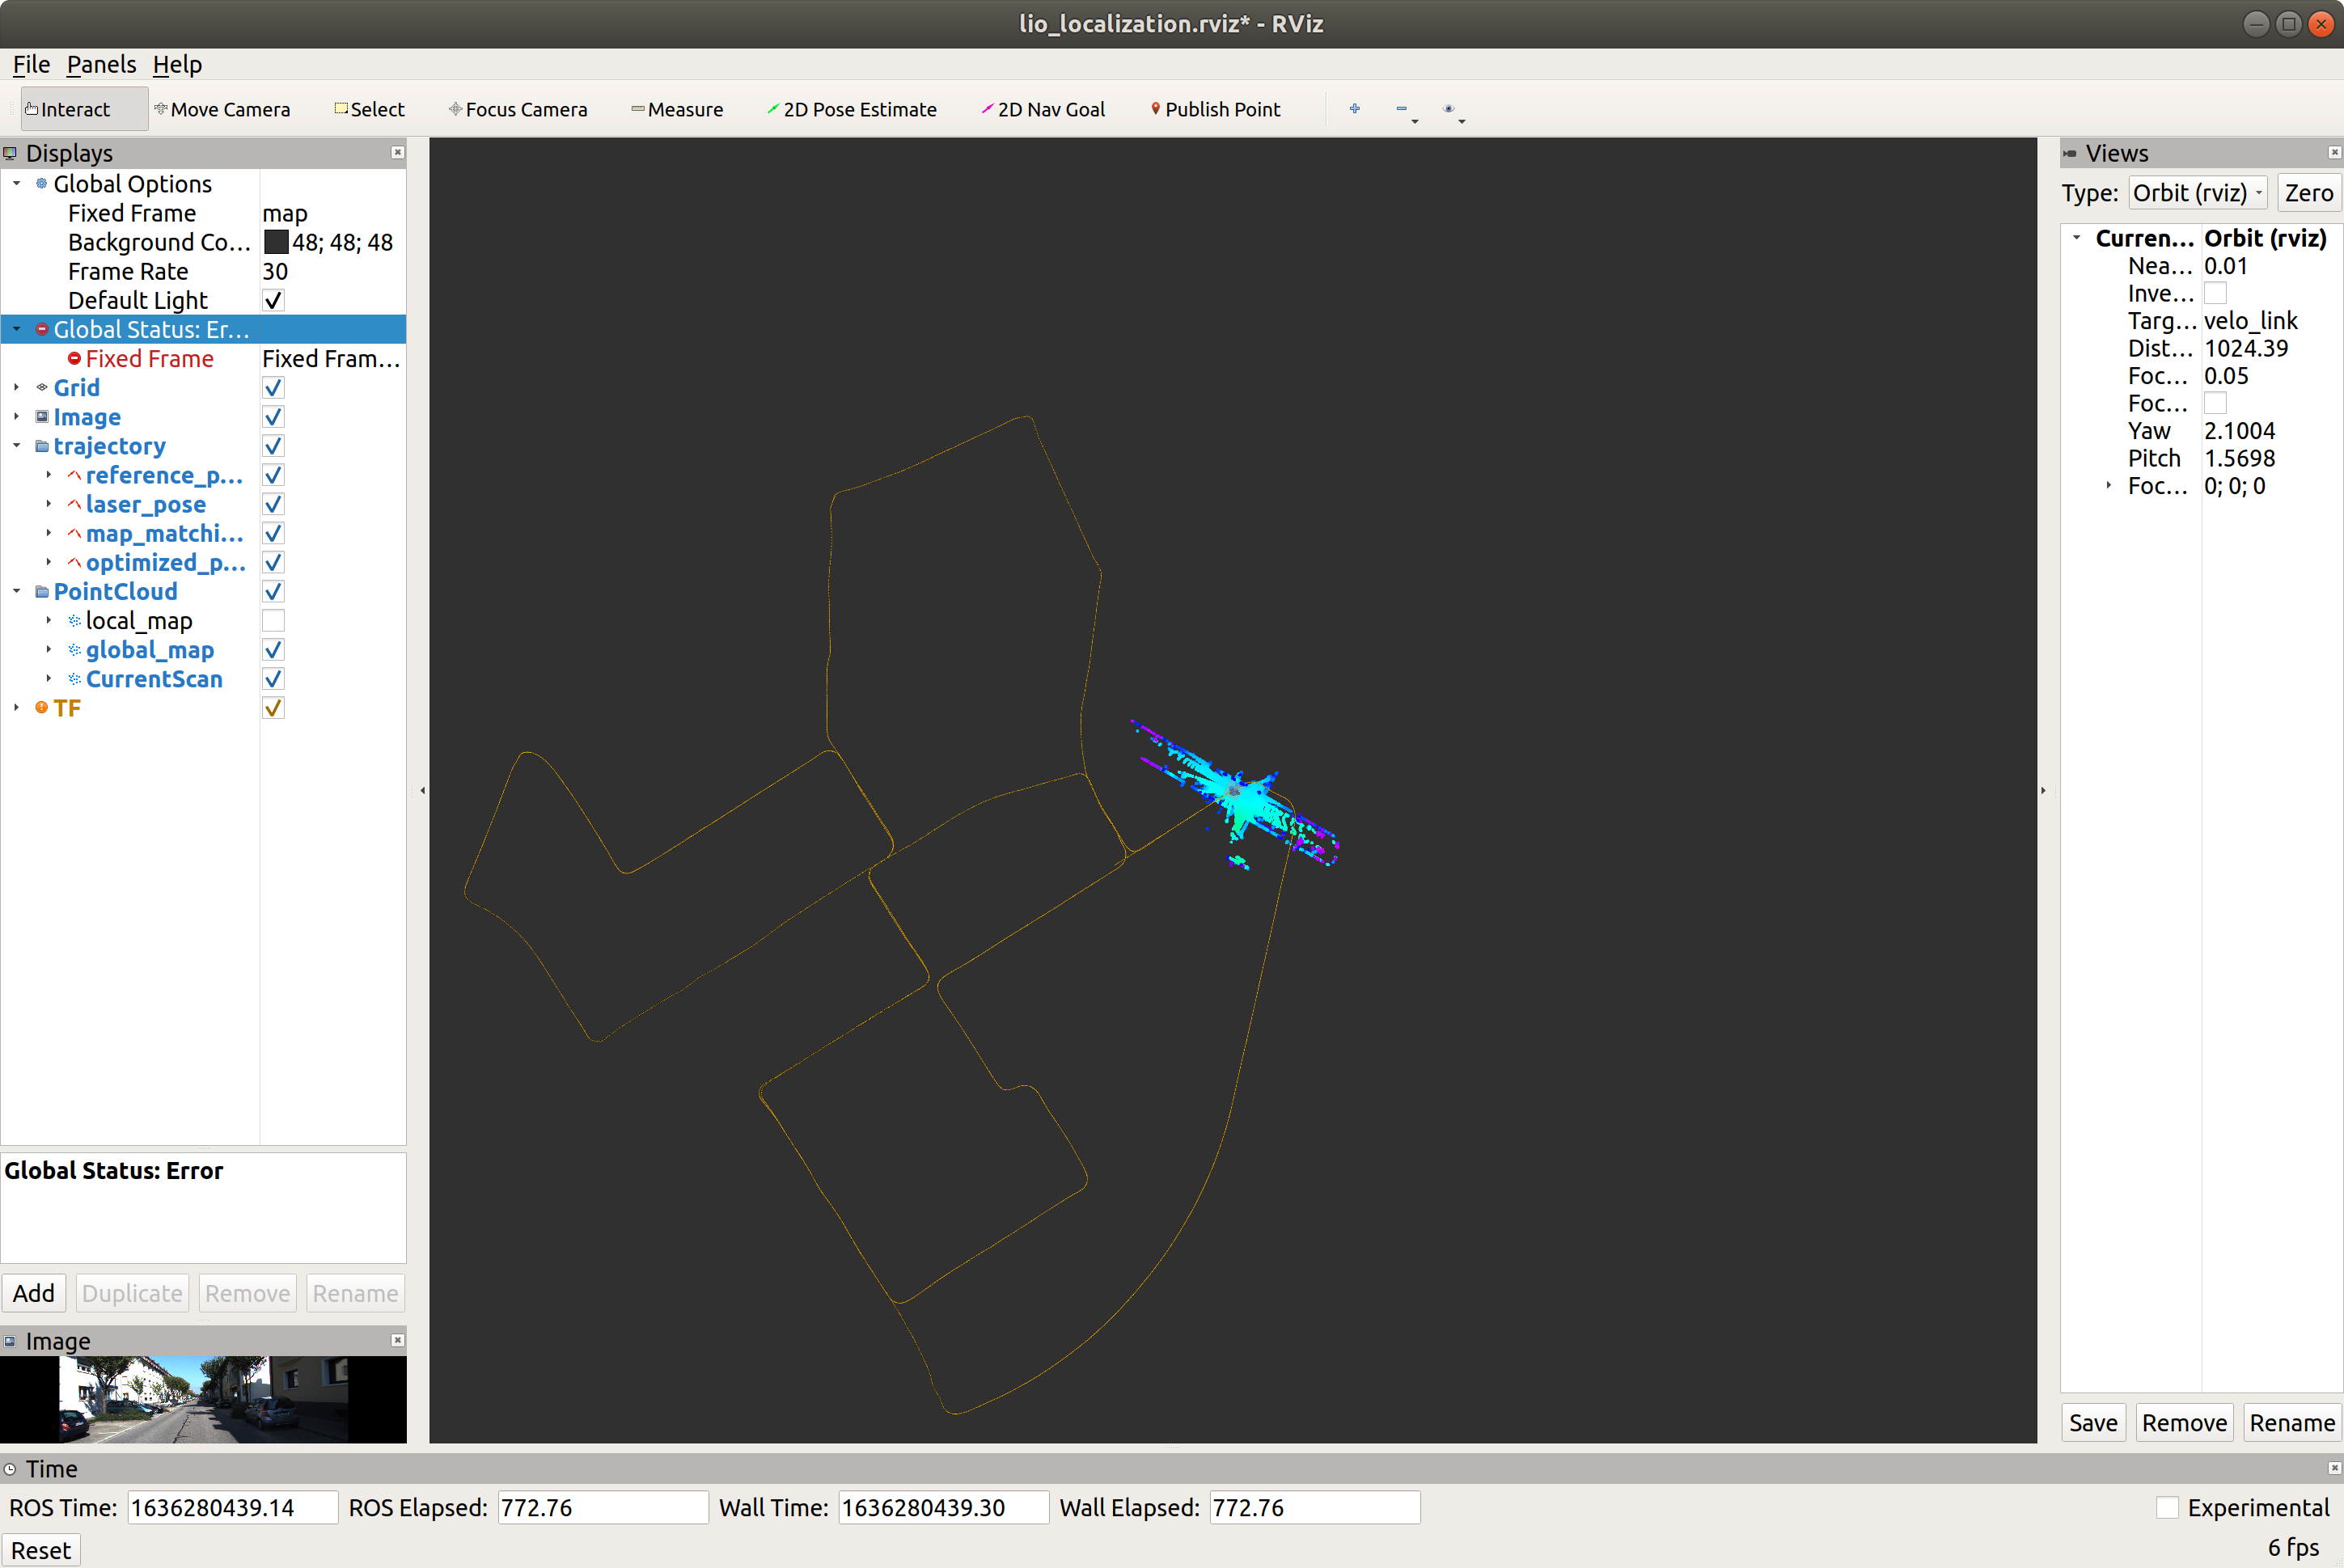 lio_localization.rviz* - RViz
File Panels Help
Interact Move Camera Select Focus Camera Measure 2D Pose Estimate 2D Nav Goal Publish Point
Displays
Global Options
Fixed Frame map
Background Co... 48; 48; 48
Frame Rate 30
Default Light
Global Status: Er...
Fixed Frame Fixed Fram...
Grid
Image
trajectory
reference_p...
laser_pose
map_matchi...
optimized_p...
PointCloud
local_map
global_map
CurrentScan
TF
Global Status: Error
Add Duplicate Remove Rename
Image
Views
Type: Orbit (rviz) Zero
Curren... Orbit (rviz)
Nea... 0.01
Inve...
Targ... velo_link
Dist... 1024.39
Foc... 0.05
Foc...
Yaw 2.1004
Pitch 1.5698
Foc... 0; 0; 0
Save Remove Rename
Time
ROS Time: 1636280439.14 ROS Elapsed: 772.76 Wall Time: 1636280439.30 Wall Elapsed: 772.76 Experimental
Reset 6 fps